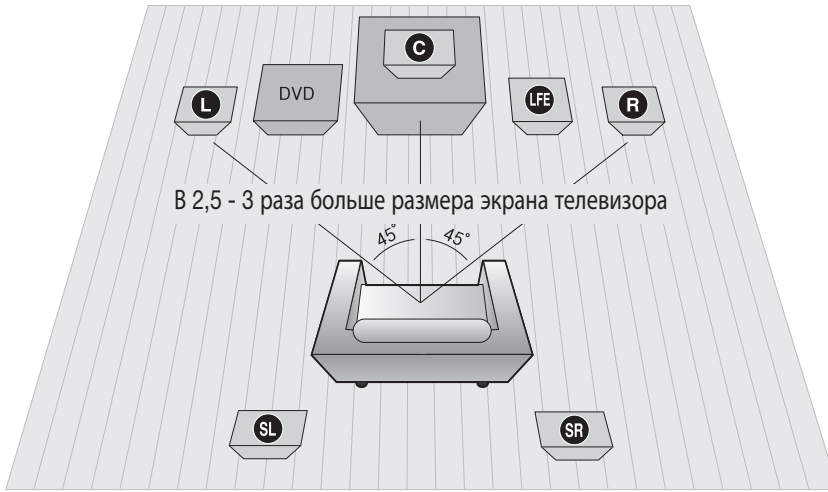 C
L
DVD
LFE
R
В 2,5 - 3 раза больше размера экрана телевизора
45° 45°
SL
SR